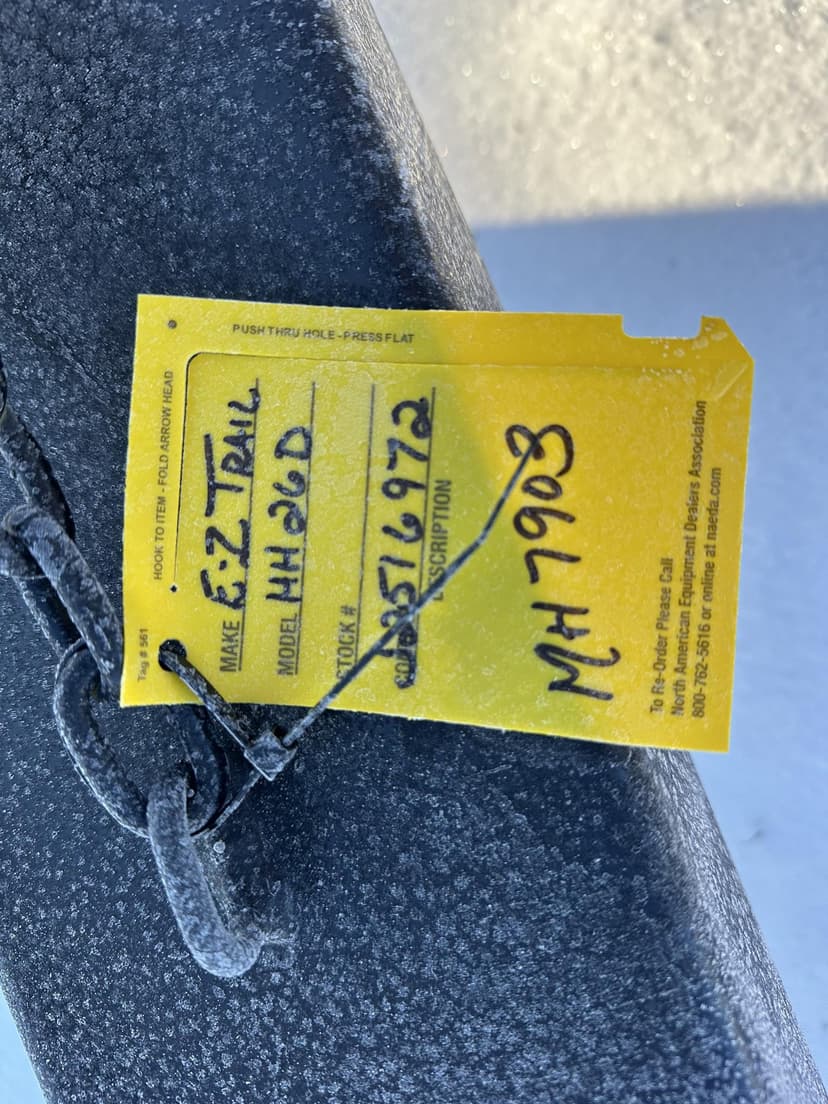 PUSH THRU HOLE - PRESS FLAT
HOOK TO ITEM - FOLD ARROW HEAD
Tag # 561
MAKE E-Z TRAIL
MODEL HH26D
STOCK #
DESCRIPTION
MH 7903
To Re-Order Please Call
North American Equipment Dealers Association
800-762-5616 or online at naeda.com